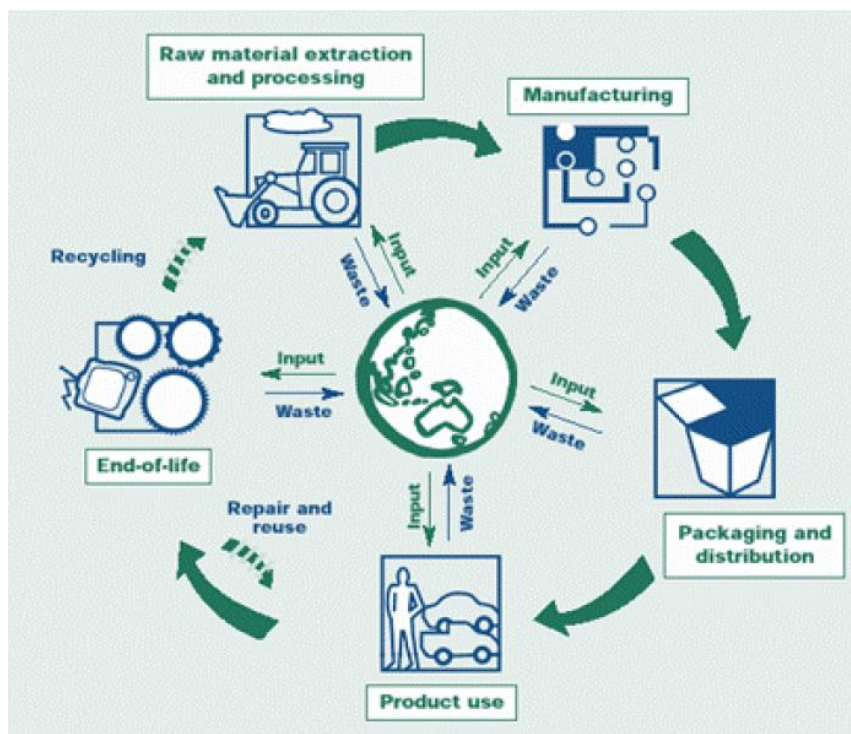 Raw material extraction
and processing
Manufacturing
Recycling
Input
Waste
Input
Waste
Input
Waste
Input
Waste
End-of-life
Repair and
reuse
Input
Waste
Packaging and
distribution
Product use